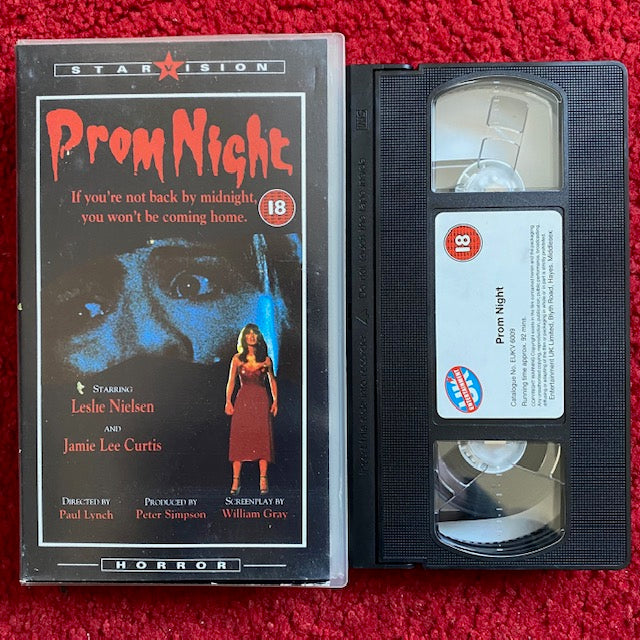 STAR VISION
Prom Night
If you're not back by midnight,
you won't be coming home.
18
STARRING
Leslie Nielsen
AND
Jamie Lee Curtis
DIRECTED BY
Paul Lynch
PRODUCED BY
Peter Simpson
SCREENPLAY BY
William Gray
HORROR
18
Prom Night
UK
ENTERTAINMENT
Catalogue No. EUKV 6009
Running time approx. 92 mins.
Entertainment UK Limited, Blyth Road, Hayes, Middlesex